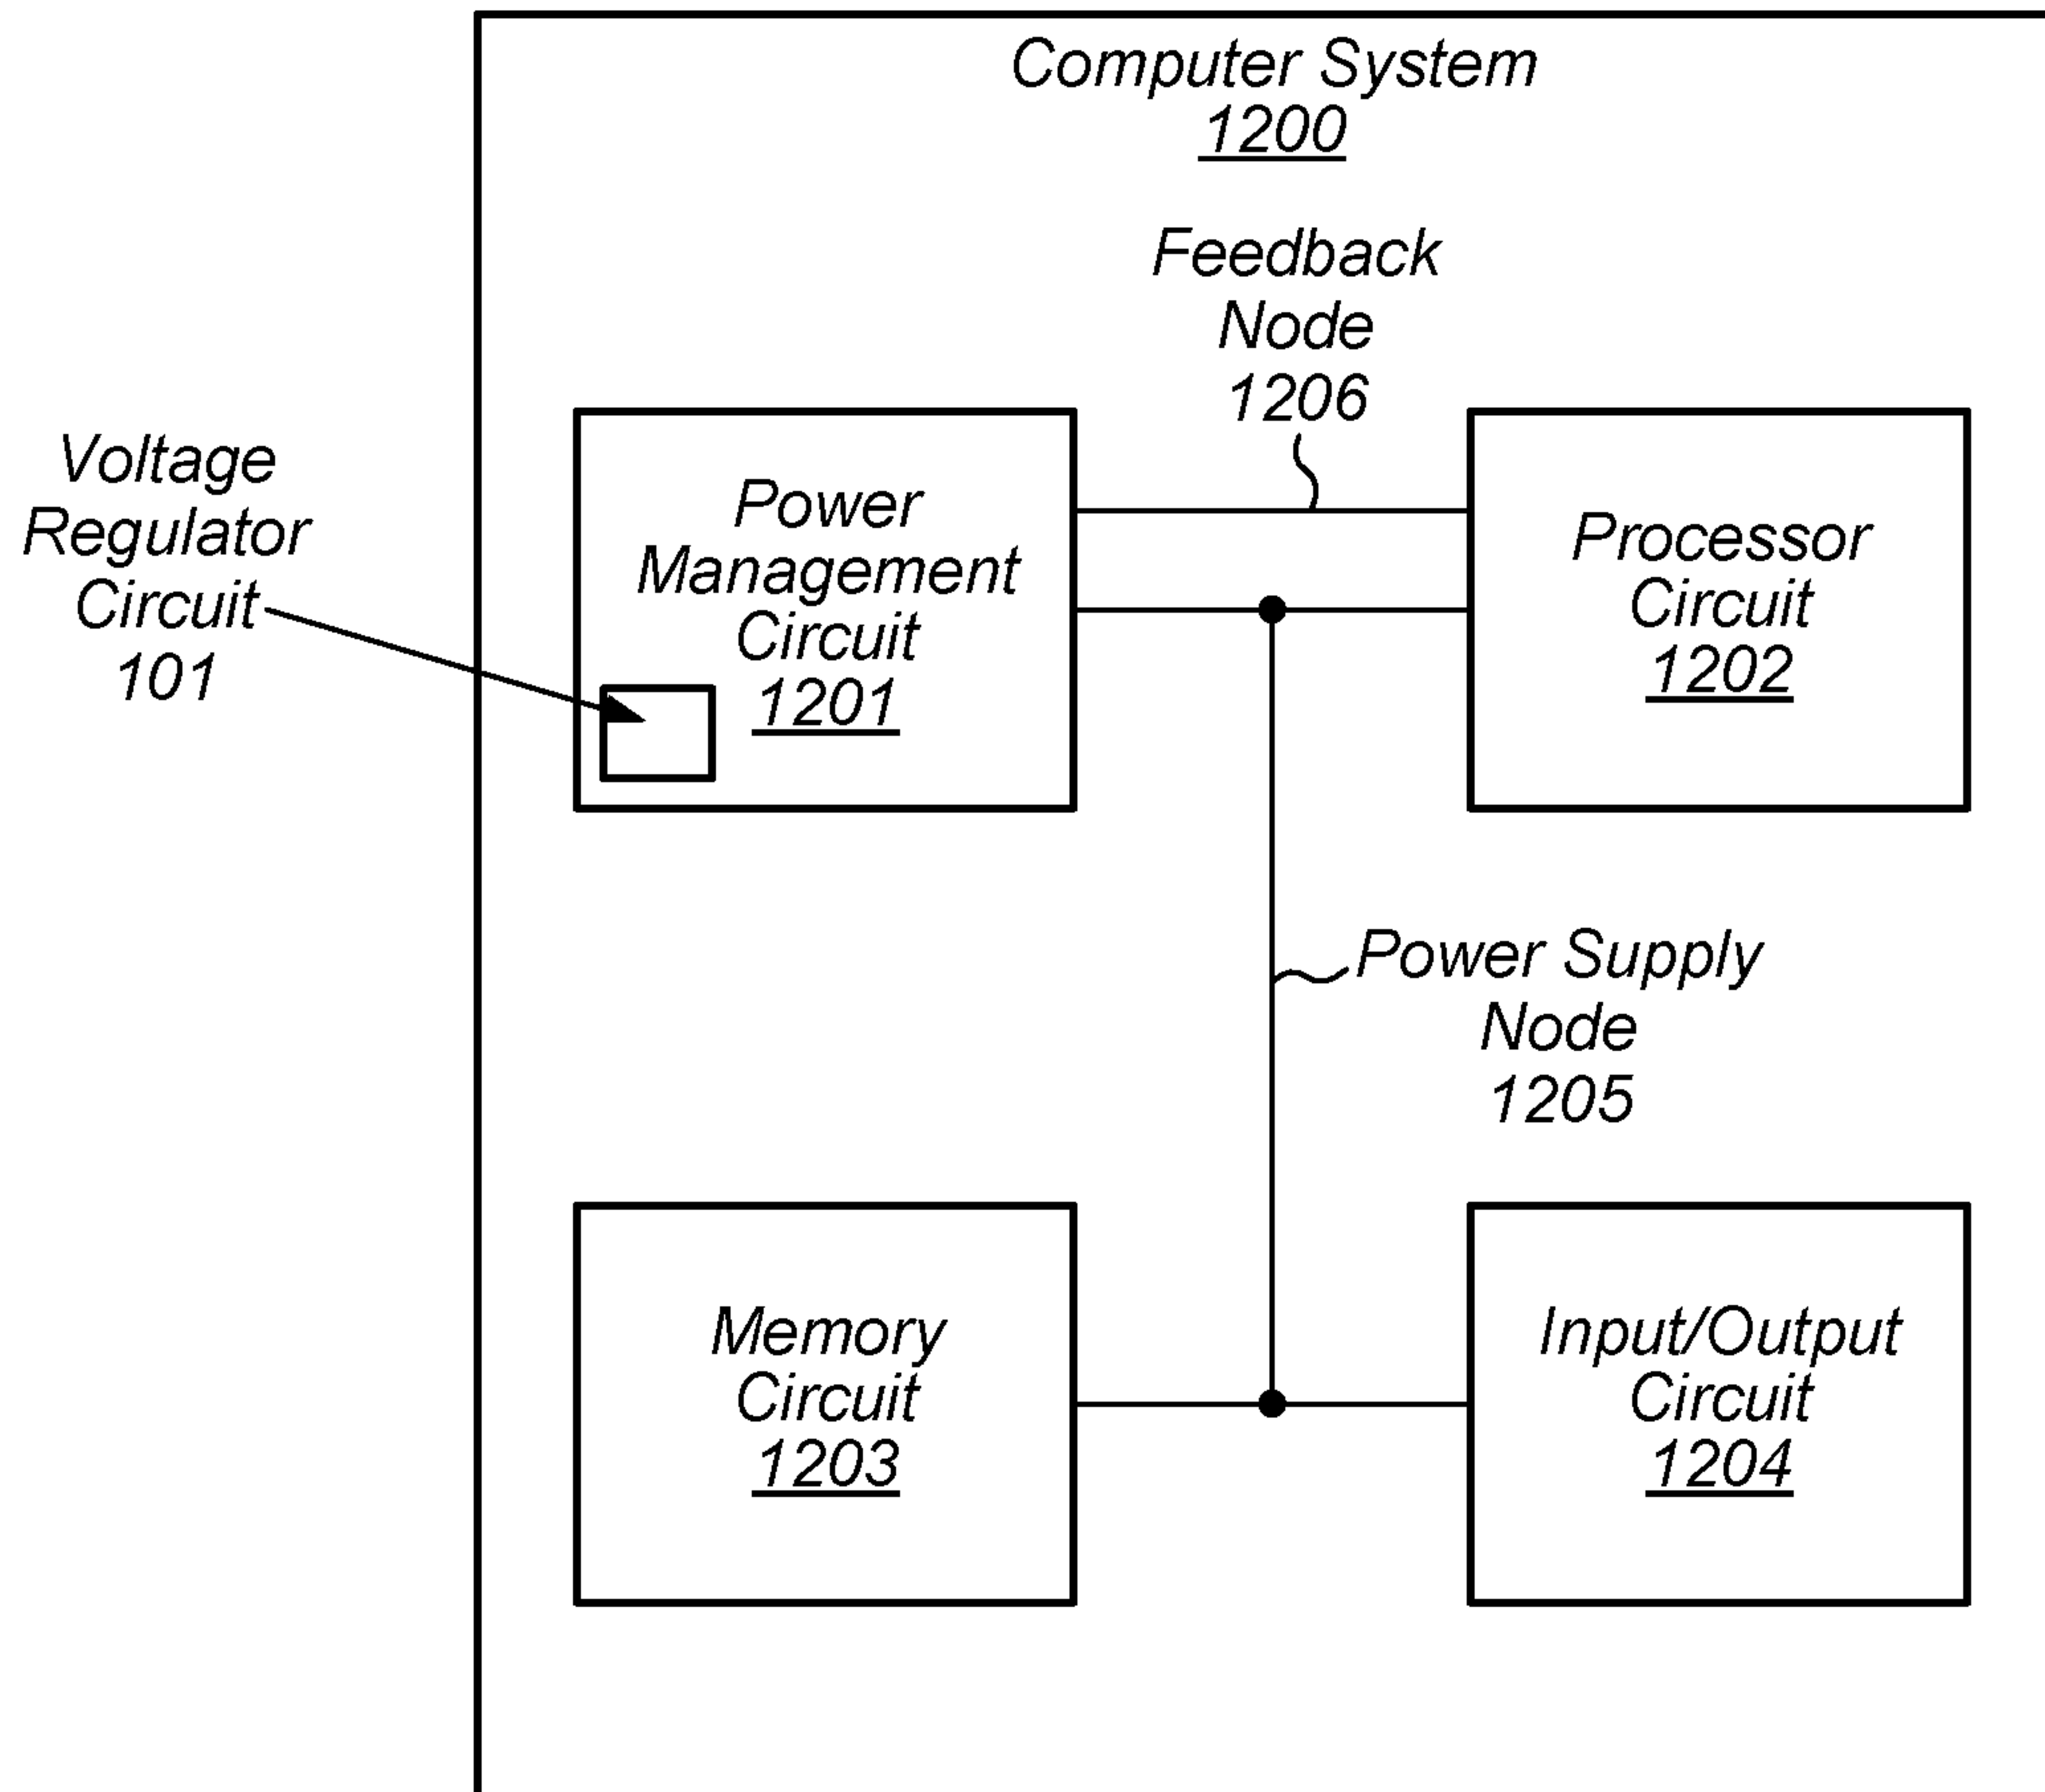 Computer System
1200
Feedback
Node
1206
Voltage
Regulator
Circuit
101
Power
Management
Circuit
1201
Processor
Circuit
1202
Power Supply
Node
1205
Memory
Circuit
1203
Input/Output
Circuit
1204